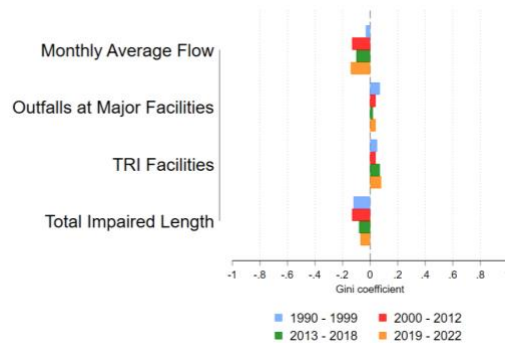 Monthly Average Flow
Outfalls at Major Facilities
TRI Facilities
Total Impaired Length
-1 -.8 -.6 -.4 -.2 0 .2 .4 .6 .8
Gini coefficient
1990 - 1999 2000 - 2012
2013 - 2018 2019 - 2022